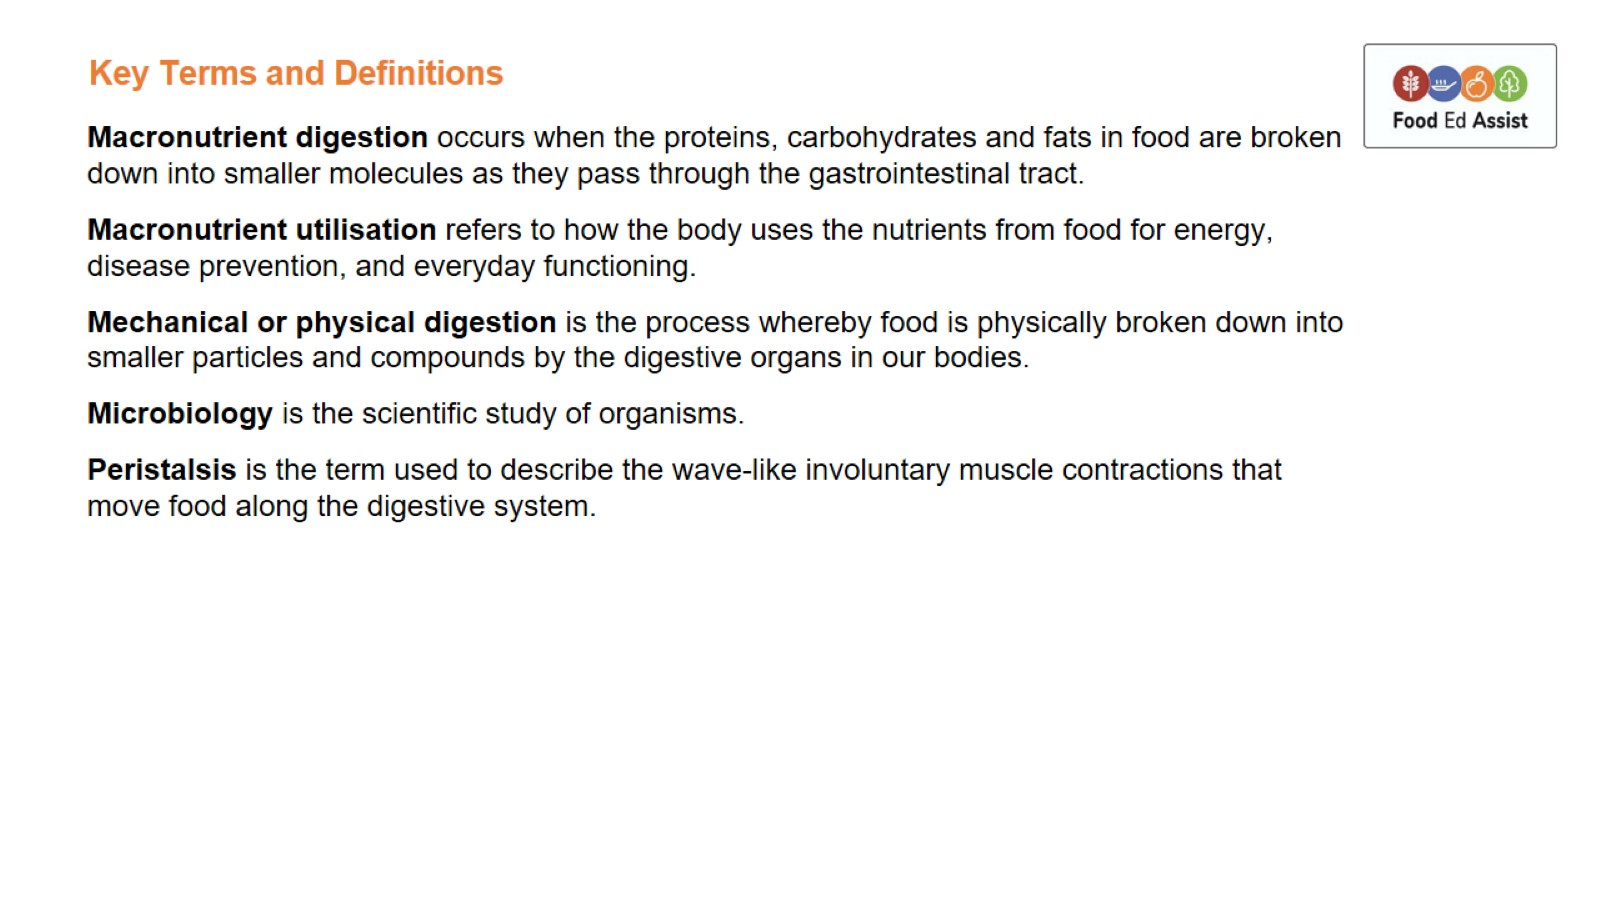 Key Terms and Definitions
Food Ed Assist
Macronutrient digestion occurs when the proteins, carbohydrates and fats in food are broken
down into smaller molecules as they pass through the gastrointestinal tract.
Macronutrient utilisation refers to how the body uses the nutrients from food for energy,
disease prevention, and everyday functioning.
Mechanical or physical digestion is the process whereby food is physically broken down into
smaller particles and compounds by the digestive organs in our bodies.
Microbiology is the scientific study of organisms.
Peristalsis is the term used to describe the wave-like involuntary muscle contractions that
move food along the digestive system.